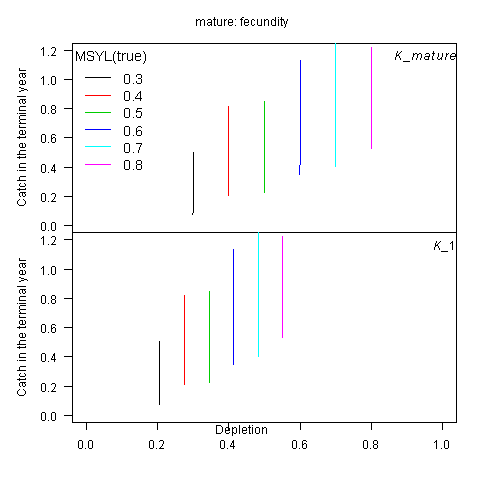 mature: fecundity
MSYL(true)
K_mature
0.3
0.4
0.5
0.6
0.7
0.8
Catch in the terminal year
1.2
1.0
0.8
0.6
0.4
0.2
0.0
K_1
Catch in the terminal year
1.2
1.0
0.8
0.6
0.4
0.2
0.0
Depletion
0.0 0.2 0.4 0.6 0.8 1.0